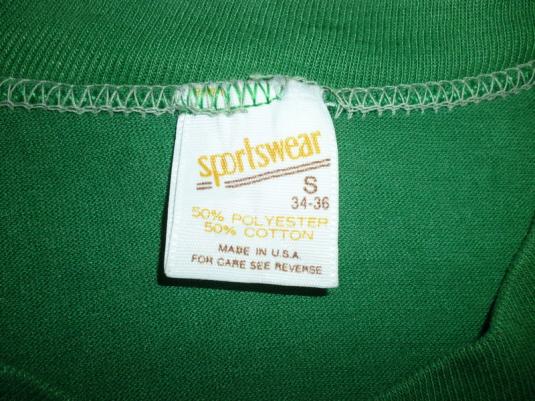 sportswear
S
34-36
50% POLYESTER
50% COTTON
MADE IN U.S.A.
FOR CARE SEE REVERSE